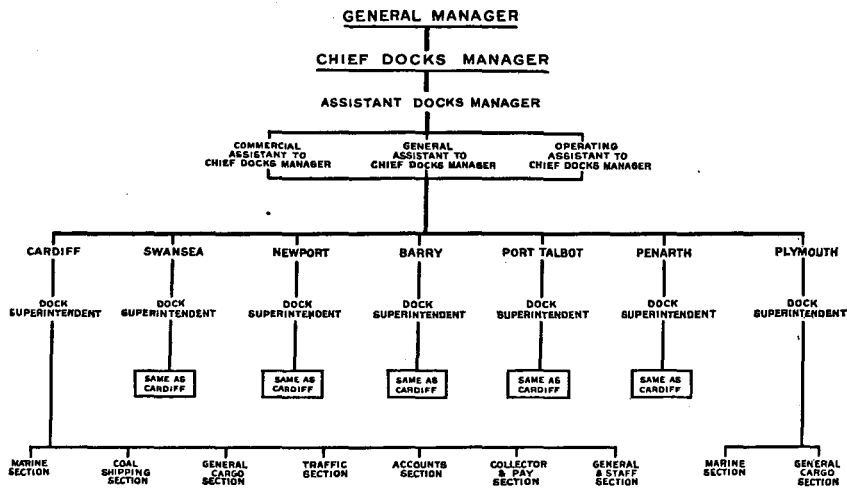 GENERAL MANAGER
CHIEF DOCKS MANAGER
ASSISTANT DOCKS MANAGER
COMMERCIAL
ASSISTANT TO
CHIEF DOCKS MANAGER
GENERAL
ASSISTANT TO
CHIEF DOCKS MANAGER
OPERATING
ASSISTANT TO
CHIEF DOCKS MANAGER
CARDIFF
SWANSEA
NEWPORT
BARRY
PORT TALBOT
PENARTH
PLYMOUTH
DOCK
SUPERINTENDENT
DOCK
SUPERINTENDENT
DOCK
SUPERINTENDENT
DOCK
SUPERINTENDENT
DOCK
SUPERINTENDENT
DOCK
SUPERINTENDENT
DOCK
SUPERINTENDENT
SAME AS
CARDIFF
SAME AS
CARDIFF
SAME AS
CARDIFF
SAME AS
CARDIFF
SAME AS
CARDIFF
MARINE
SECTION
COAL
SHIPPING
SECTION
GENERAL
CARGO
SECTION
TRAFFIC
SECTION
ACCOUNTS
SECTION
COLLECTOR
& PAY
SECTION
GENERAL
& STAFF
SECTION
MARINE
SECTION
GENERAL
CARGO
SECTION